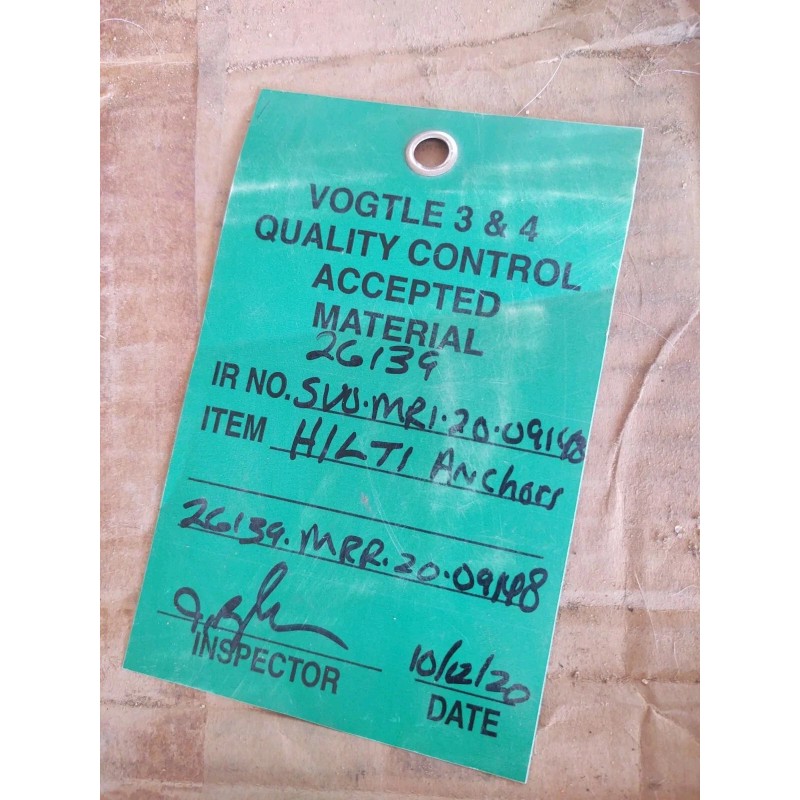 VOGTLE 3 & 4
QUALITY CONTROL
ACCEPTED
MATERIAL
26139
IR NO. SV0.MRI.20.09148
ITEM HILTI Anchors
26139.MRR.20.09148
INSPECTOR
10/12/20
DATE